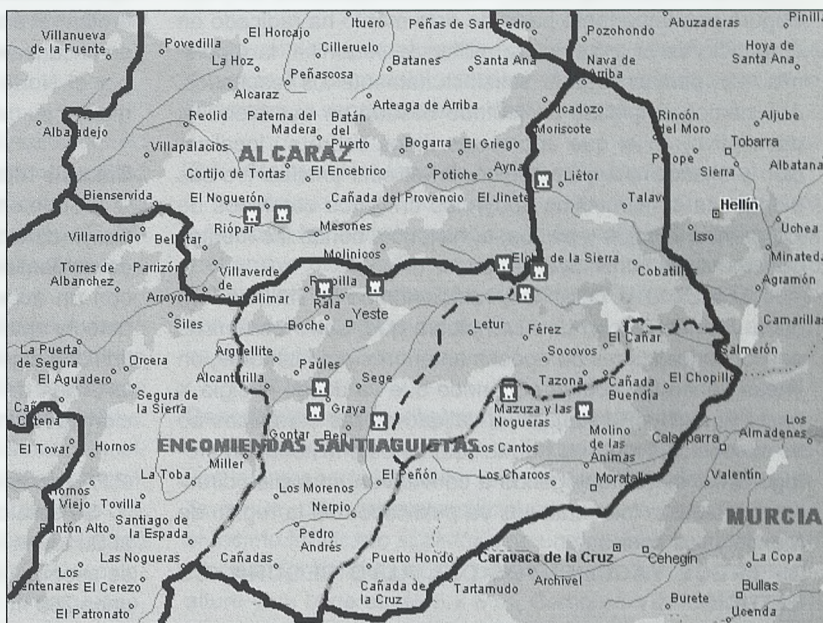 Villanueva
de la Fuente
Povedilla
El Horcajo
Ituero
Peñas de San Pedro
Pozohondo
Abuzaderas
Pinill
La Hoz
Cilleruelo
Peñascosa
Batanes
Santa Ana
Nava de
Arriba
Hoya de
Santa Ana
Alcaraz
Arteaga de Arriba
Alcadozo
Albaladejo
Reolid
Paterna del
Madera
Batán
del
Puerto
Moriscote
Rincón
del Moro
Aljube
Villapalacios
ALCARAZ
Bogarra
El Griego
Tobarra
Cortijo de Tortas
El Encebrico
Potiche
Ayna
Liétor
Sierra
Albatana
Bienservida
El Noguerón
Cañada del Provencio
El Jinete
Talave
Hellín
Riópar
Mesones
Villarrodrigo
Isso
Uchea
Molinicos
Elche de la Sierra
Minateda
Torres de
Albanchez
Parrizón
Villaverde
de
Guadalimar
Cobatillas
Agramón
Rala
Siles
Boche
Yeste
Letur
Férez
Camarillas
La Puerta
de Segura
Orcera
Arguellite
Socovos
El Cañar
Salmerón
El Aguadero
Paúles
Alcantarilla
Sege
Tazona
Cañada
Buendia
El Chopillo
Segura de
la Sierra
Graya
Mazuza y las
Nogueras
El Tovar
Hornos
Gontar
ENCOMIENDAS SANTIAGUISTAS
Molino
de las
Animas
Calasparra
Los
Almadenes
Miller
Los Cantos
La Toba
El Peñón
Los Charcos
Moratalla
Valentín
Hornos
Viejo
Tovilla
Los Morenos
Nerpio
MURCIA
Pontón Alto
Santiago de
la Espada
Pedro
Andrés
Las Nogueras
Cañadas
Puerto Hondo
Caravaca de la Cruz
Cehegín
La Copa
Los
Centenares
El Cerezo
Cañada de
la Cruz
Tartamudo
Archivel
Bullas
El Patronato
Burete
Ucenda